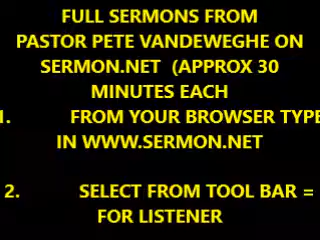 FULL SERMONS FROM
PASTOR PETE VANDEWEGHE ON
SERMON.NET (APPROX 30
MINUTES EACH
1. FROM YOUR BROWSER TYPE
IN WWW.SERMON.NET
2. SELECT FROM TOOL BAR =
FOR LISTENER